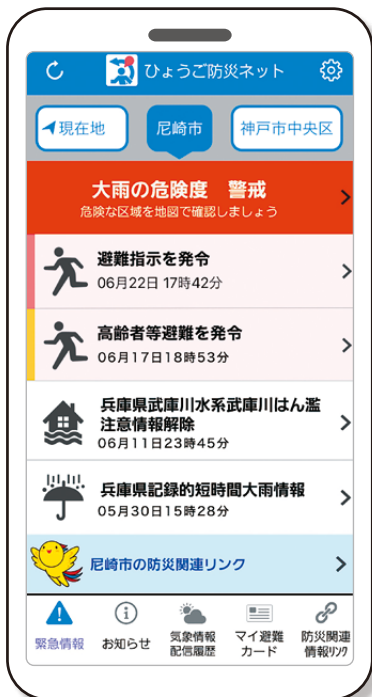 ひょうご防災ネット
現在地
尼崎市
神戸市中央区
大雨の危険度 警戒
危険な区域を地図で確認しましょう
避難指示を発令
06月22日 17時42分
高齢者等避難を発令
06月17日18時53分
兵庫県武庫川水系武庫川はん濫
注意情報解除
06月11日23時45分
兵庫県記録的短時間大雨情報
05月30日15時28分
尼崎市の防災関連リンク
緊急情報
お知らせ
気象情報
配信履歴
マイ避難
カード
防災関連
情報リンク